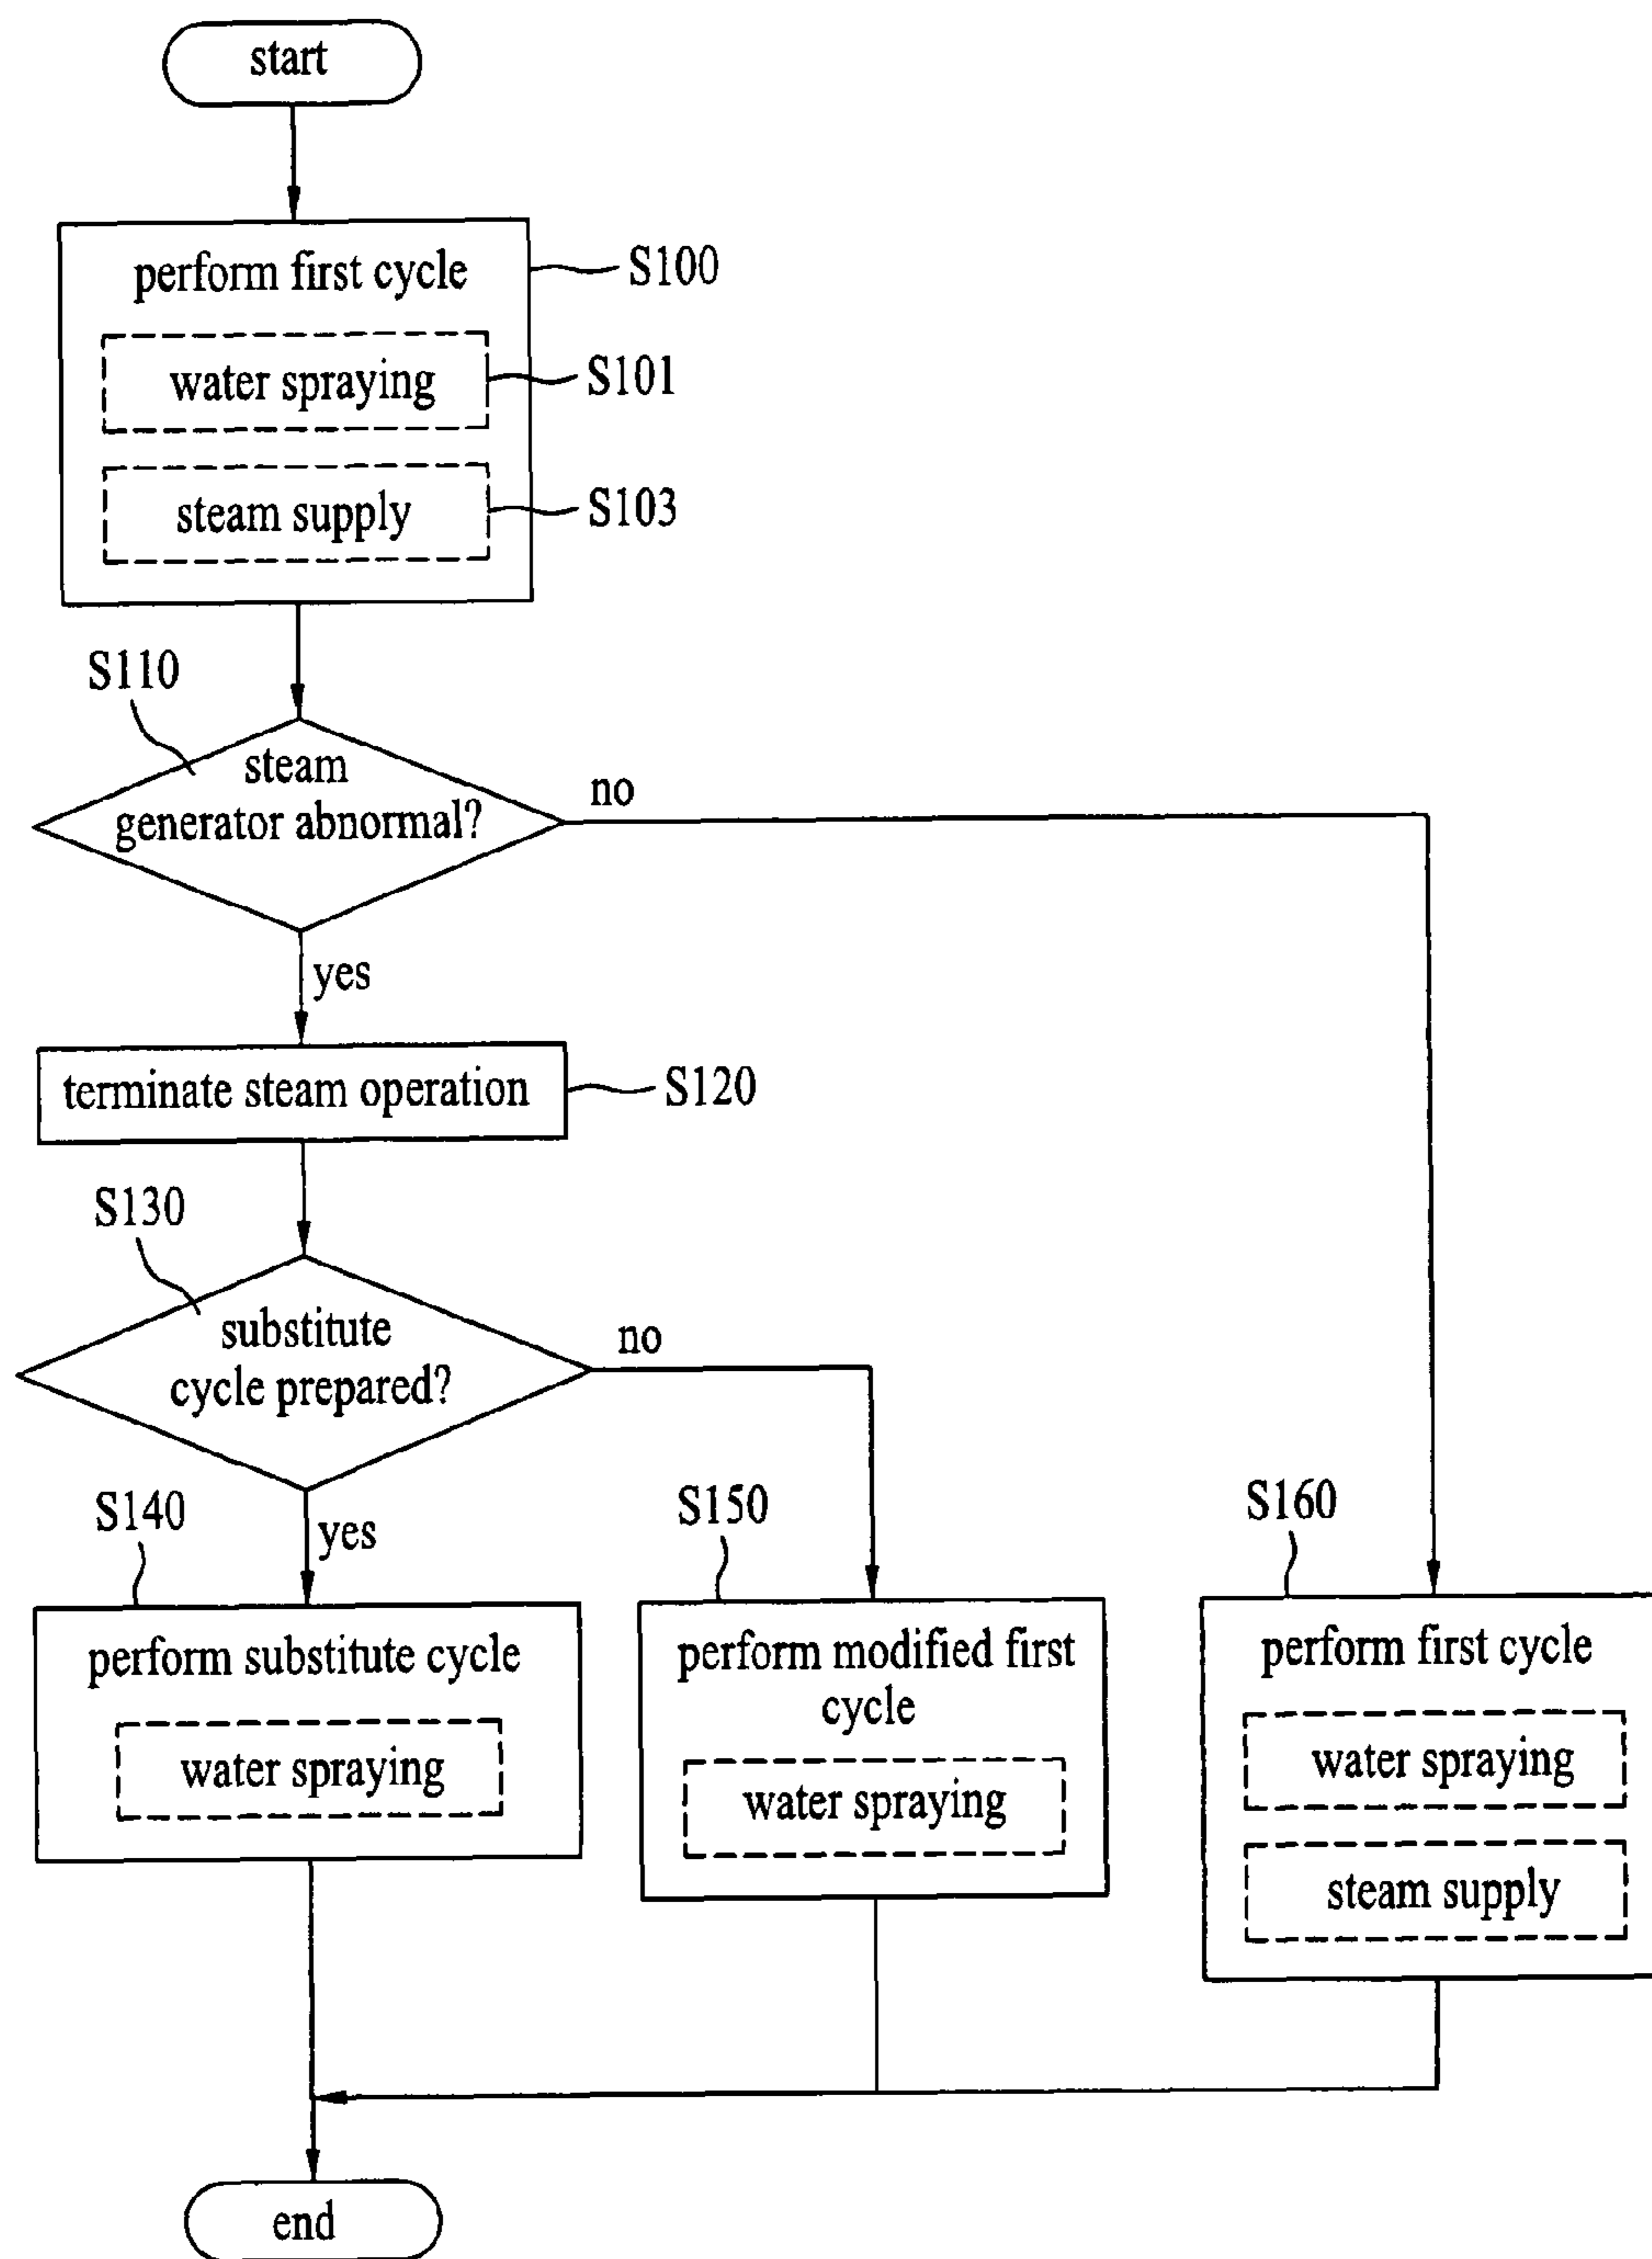 start
perform first cycle
S100
water spraying
S101
steam supply
S103
S110
steam
generator abnormal?
no
yes
terminate steam operation
S120
S130
substitute
cycle prepared?
no
yes
S140
perform substitute cycle
water spraying
S150
perform modified first
cycle
water spraying
S160
perform first cycle
water spraying
steam supply
end